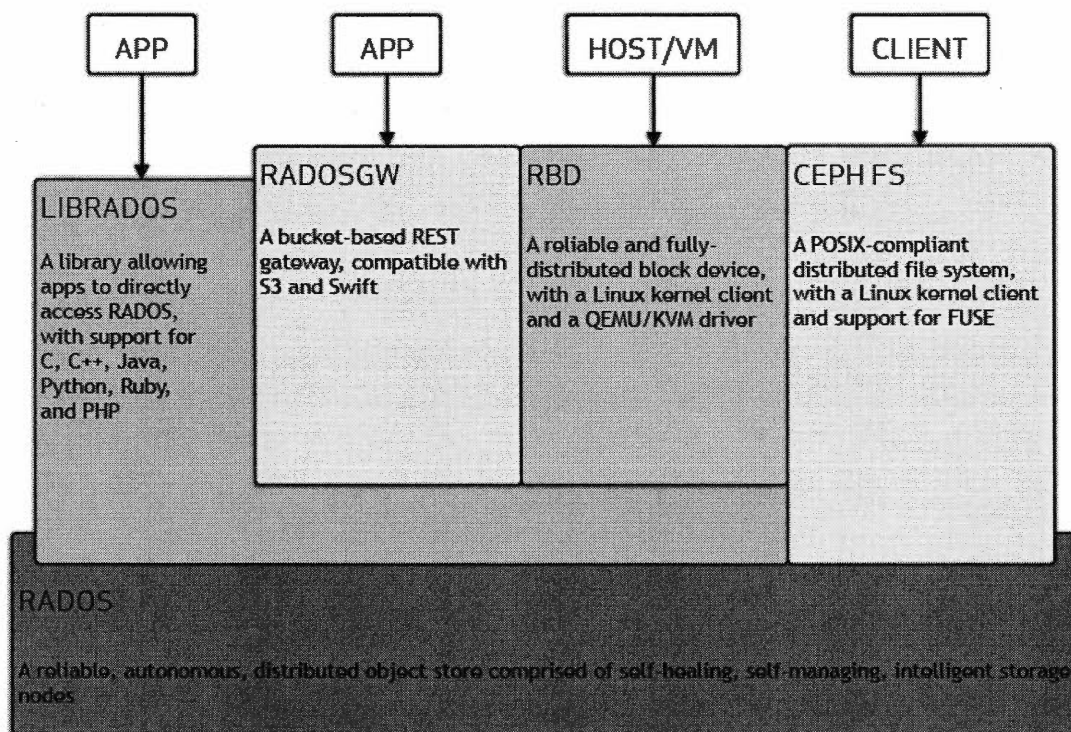 APP
APP
HOST/VM
CLIENT
LIBRADOS
A library allowing
apps to directly
access RADOS,
with support for
C, C++, Java,
Python, Ruby,
and PHP
RADOSGW
A bucket-based REST
gateway, compatible with
S3 and Swift
RBD
A reliable and fully-
distributed block device,
with a Linux kernel client
and a QEMU/KVM driver
CEPH FS
A POSIX-compliant
distributed file system,
with a Linux kernel client
and support for FUSE
RADOS
A reliable, autonomous, distributed object store comprised of self-healing, self-managing, intelligent storage
nodes